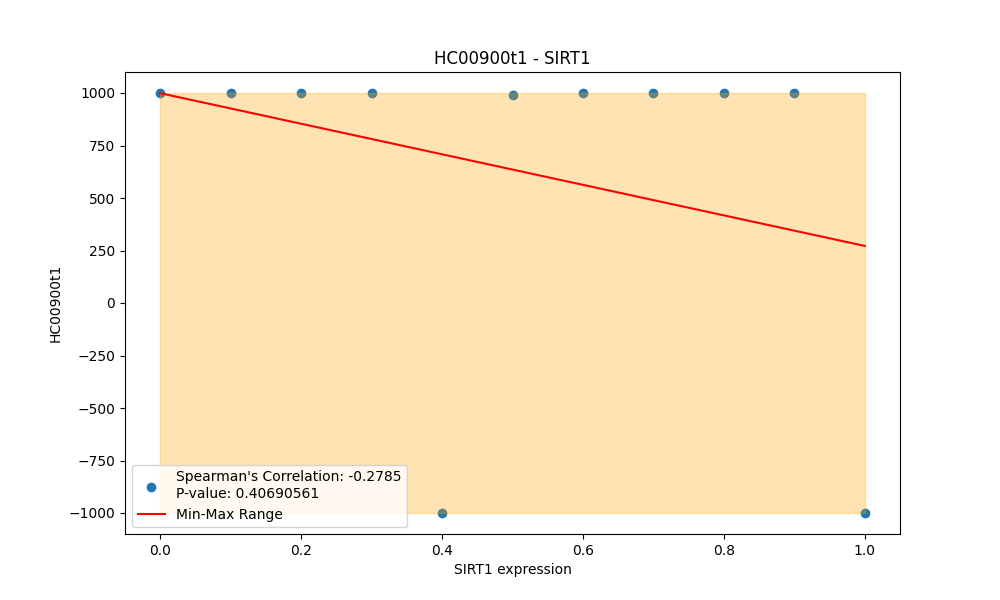 HC00900t1 - SIRT1
1000
750
500
250
0
−250
−500
−750
−1000
HC00900t1
Spearman's Correlation: -0.2785
P-value: 0.40690561
Min-Max Range
0.0 0.2 0.4 0.6 0.8 1.0
SIRT1 expression